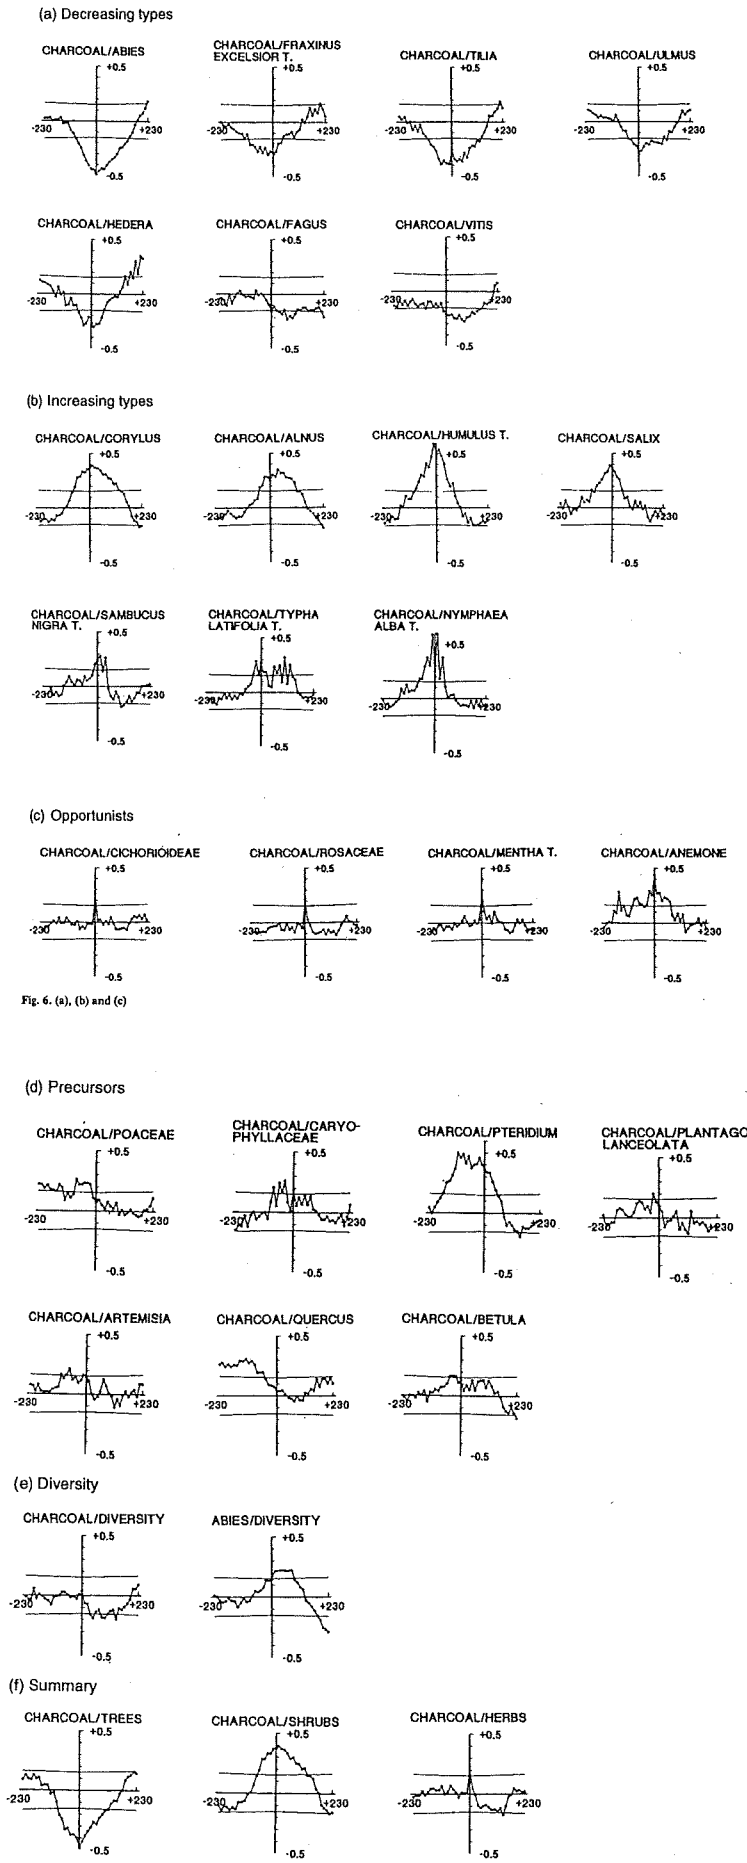 (a) Decreasing types
CHARCOAL/ABIES
CHARCOAL/FRAXINUS
EXCELSIOR T.
CHARCOAL/TILIA
CHARCOAL/ULMUS
+0.5
+0.5
+0.5
+0.5
-230
+230
-230
+230
-230
+230
-230
+230
-0.5
-0.5
-0.5
-0.5
CHARCOAL/HEDERA
CHARCOAL/FAGUS
CHARCOAL/VITIS
+0.5
+0.5
+0.5
-230
+230
-230
+230
-230
+230
-0.5
-0.5
-0.5
(b) Increasing types
CHARCOAL/CORYLUS
CHARCOAL/ALNUS
CHARCOAL/HUMULUS T.
CHARCOAL/SALIX
+0.5
+0.5
+0.5
+0.5
-230
+230
-230
+230
-230
+230
-230
+230
-0.5
-0.5
-0.5
-0.5
CHARCOAL/SAMBUCUS
NIGRA T.
CHARCOAL/TYPHA
LATIFOLIA T.
CHARCOAL/NYMPHAEA
ALBA T.
+0.5
+0.5
+0.5
-230
+230
-230
+230
-230
+230
-0.5
-0.5
-0.5
(c) Opportunists
CHARCOAL/CICHORIOIDEAE
CHARCOAL/ROSACEAE
CHARCOAL/MENTHA T.
CHARCOAL/ANEMONE
+0.5
+0.5
+0.5
+0.5
-230
+230
-230
+230
-230
+230
-230
+230
-0.5
-0.5
-0.5
-0.5
Fig. 6. (a), (b) and (c)
(d) Precursors
CHARCOAL/POACEAE
CHARCOAL/CARYO-
PHYLLACEAE
CHARCOAL/PTERIDIUM
CHARCOAL/PLANTAGO
LANCEOLATA
+0.5
+0.5
+0.5
+0.5
-230
+230
-230
+230
-230
+230
-230
+230
-0.5
-0.5
-0.5
-0.5
CHARCOAL/ARTEMISIA
CHARCOAL/QUERCUS
CHARCOAL/BETULA
+0.5
+0.5
+0.5
-230
+230
-230
+230
-230
+230
-0.5
-0.5
-0.5
(e) Diversity
CHARCOAL/DIVERSITY
ABIES/DIVERSITY
+0.5
+0.5
-230
+230
-230
+230
-0.5
-0.5
(f) Summary
CHARCOAL/TREES
CHARCOAL/SHRUBS
CHARCOAL/HERBS
+0.5
+0.5
+0.5
-230
+230
-230
+230
-230
+230
-0.5
-0.5
-0.5